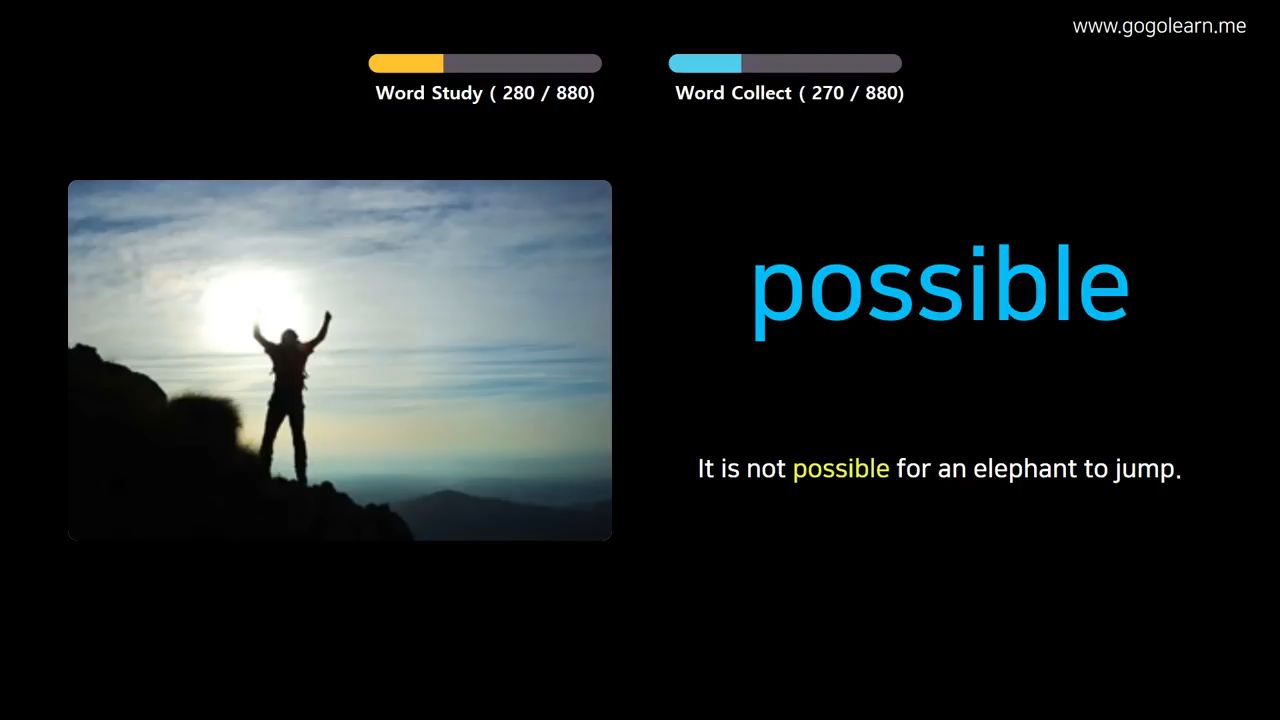 www.gogolearn.me
Word Study ( 280 / 880)
Word Collect ( 270 / 880)
possible
It is not possible for an elephant to jump.